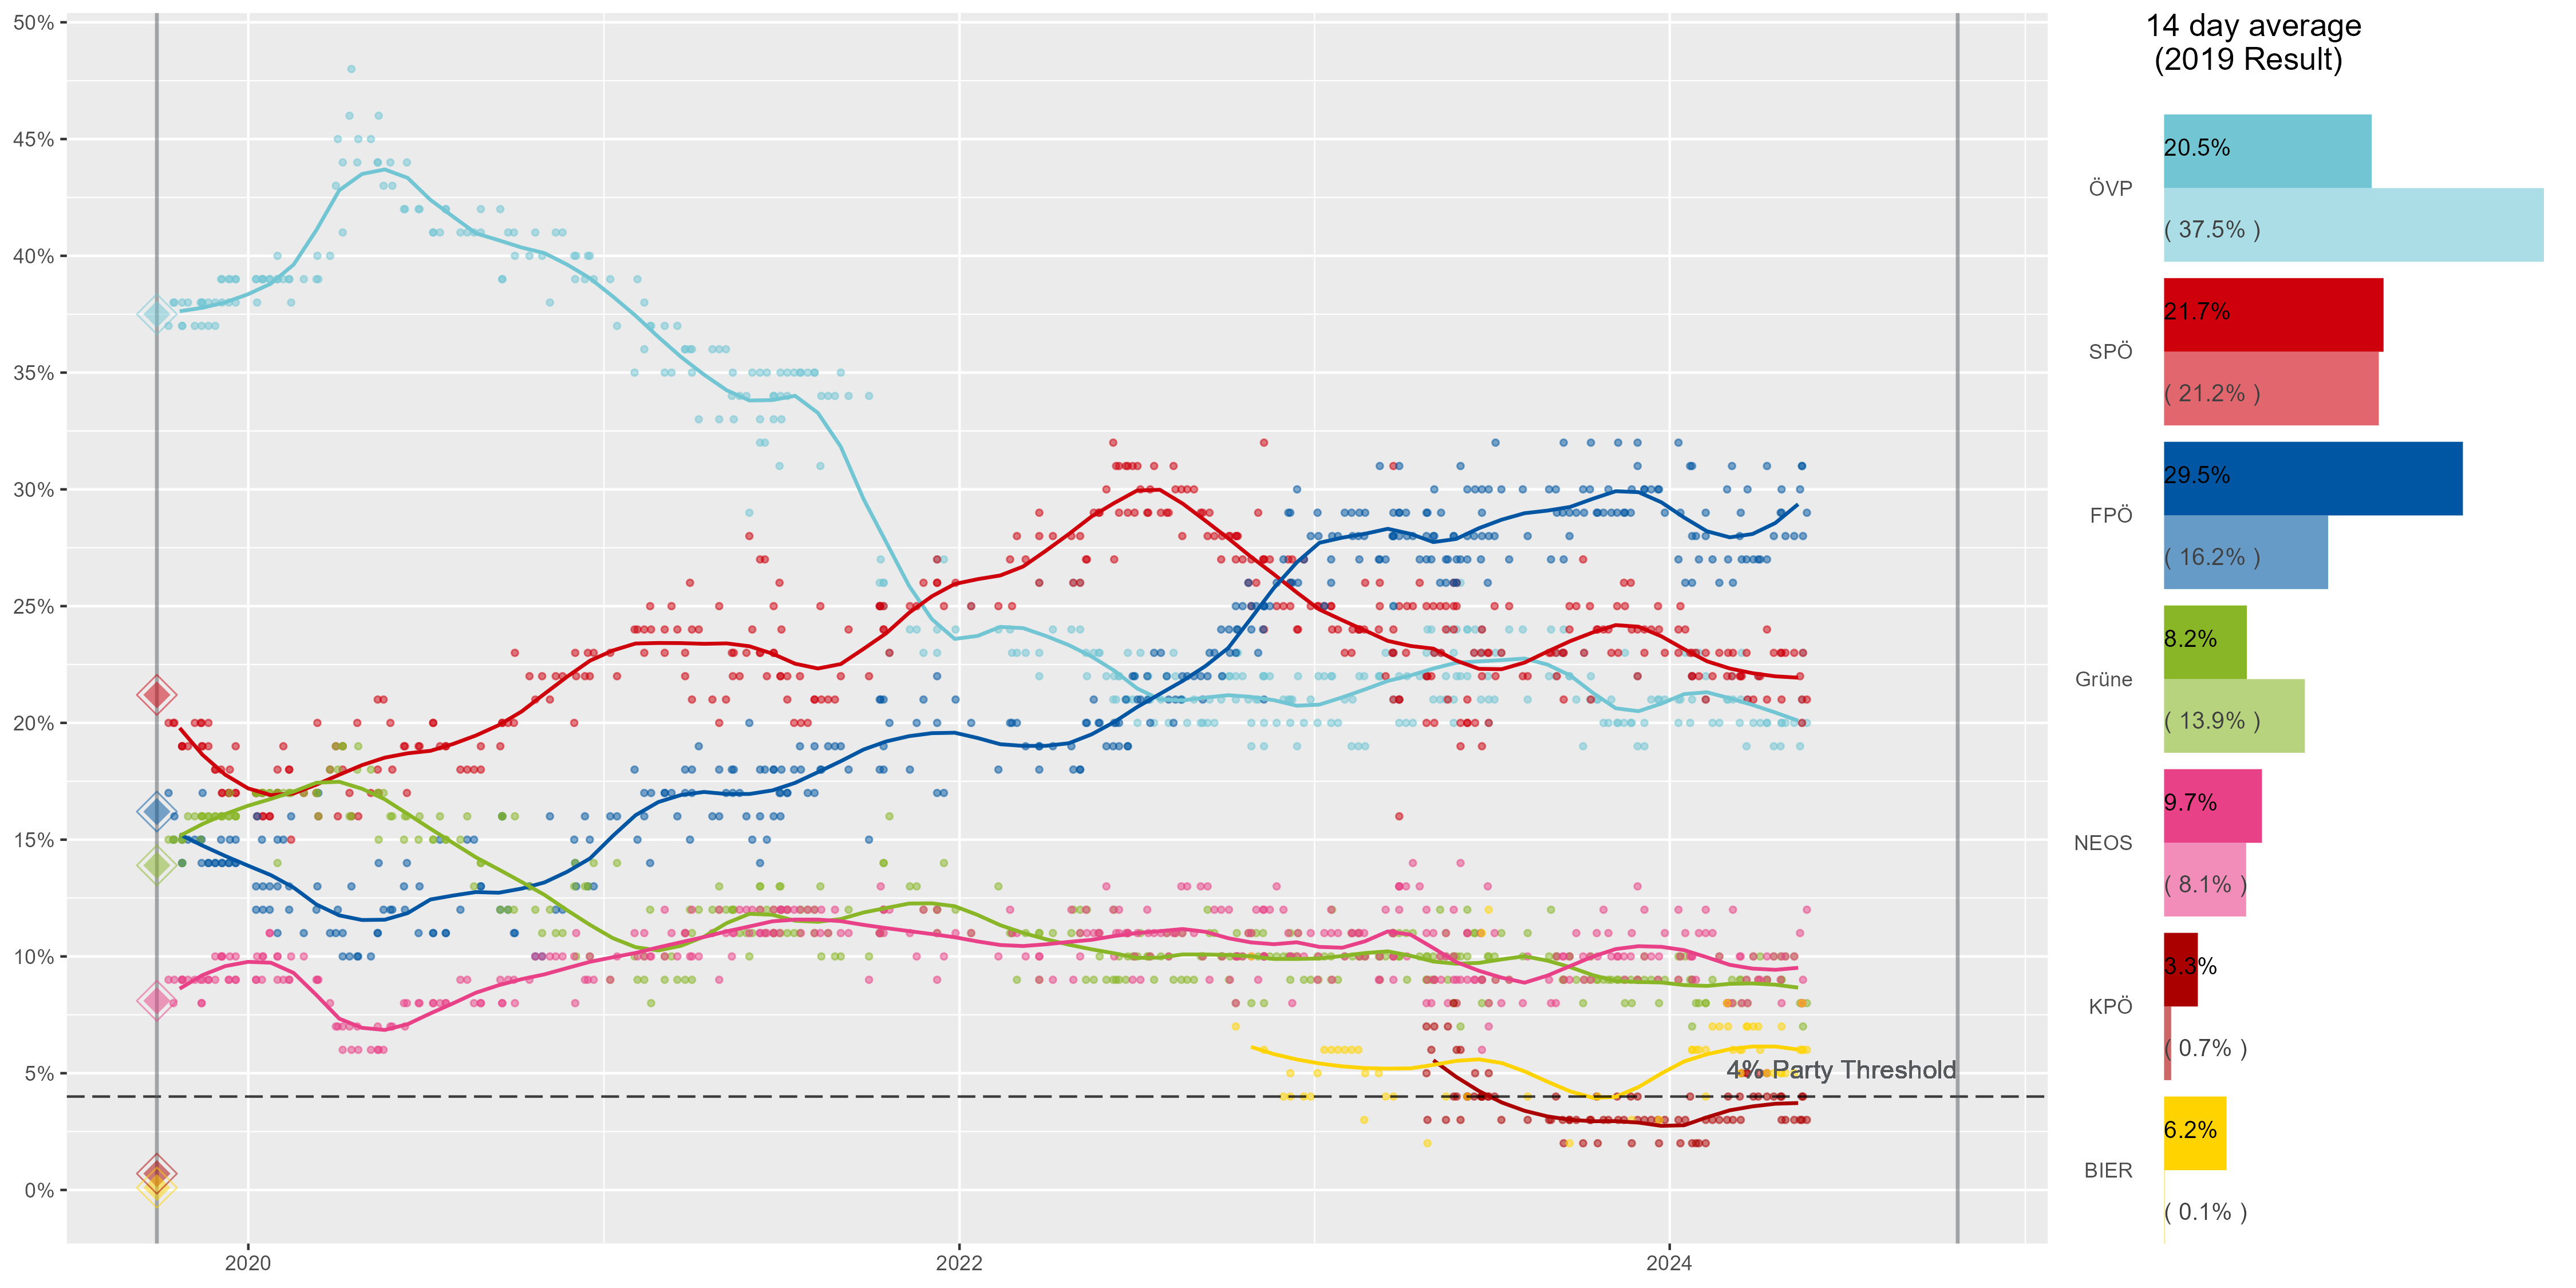 50%
45%
40%
35%
30%
25%
20%
15%
10%
5%
0%
2020
2022
2024
4% Party Threshold
14 day average
(2019 Result)
ÖVP
20.5%
( 37.5% )
SPÖ
21.7%
( 21.2% )
FPÖ
29.5%
( 16.2% )
Grüne
8.2%
( 13.9% )
NEOS
9.7%
( 8.1% )
KPÖ
3.3%
( 0.7% )
BIER
6.2%
( 0.1% )